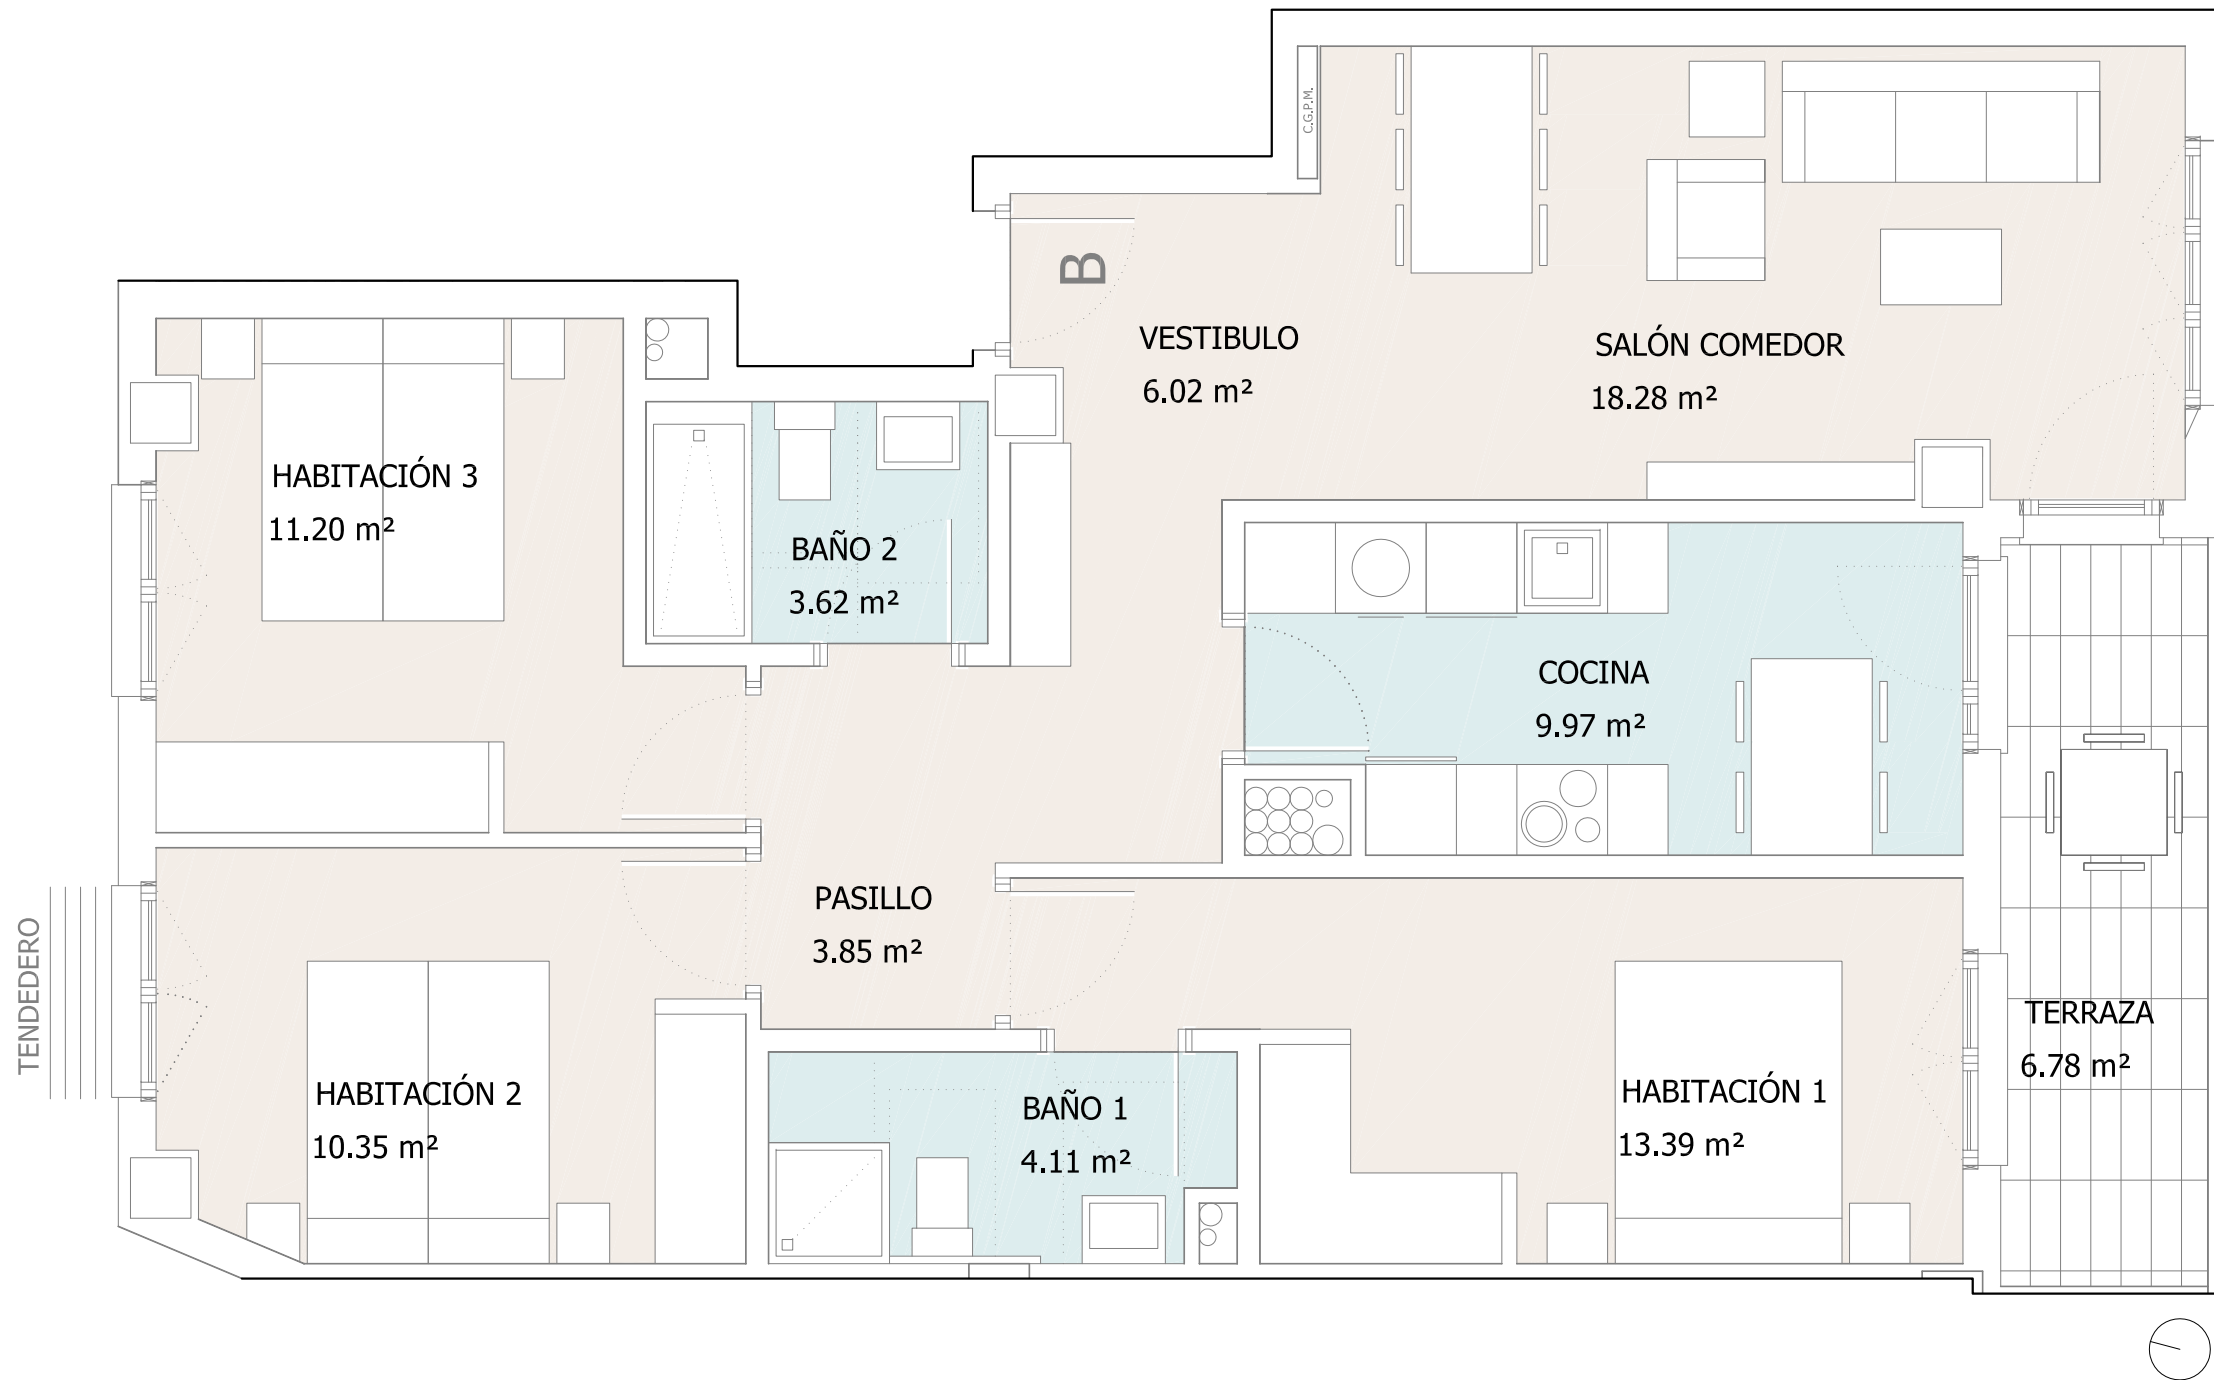 C.G.P.M.
B
VESTIBULO
6.02 m²
SALÓN COMEDOR
18.28 m²
HABITACIÓN 3
11.20 m²
BAÑO 2
3.62 m²
COCINA
9.97 m²
PASILLO
3.85 m²
TENDEDERO
HABITACIÓN 2
10.35 m²
BAÑO 1
4.11 m²
HABITACIÓN 1
13.39 m²
TERRAZA
6.78 m²